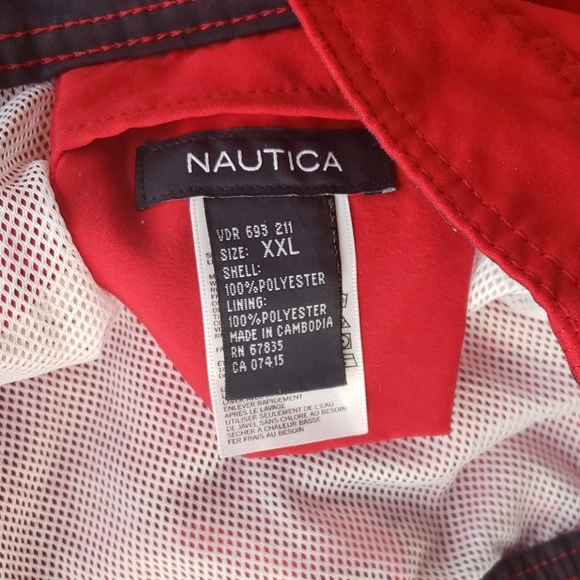 NAUTICA
VDR 693 211
SIZE: XXL
SHELL:
100%POLYESTER
LINING:
100%POLYESTER
MADE IN CAMBODIA
RN 67835
CA 07415
ENLEVER RAPIDEMENT
APRÈS LE LAVAGE
UTILISER SEULEMENT DE L'EAU
DE JAVEL SANS CHLORE AU BESOIN
SÉCHER À CHALEUR BASSE
FER FRAIS AU BESOIN